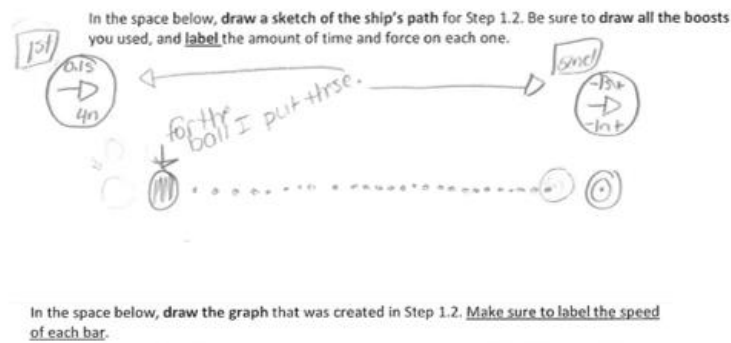 In the space below, draw a sketch of the ship's path for Step 1.2. Be sure to draw all the boosts
you used, and label the amount of time and force on each one.
1st
0.1s
4n
for the
ball I put thrse.
In the space below, draw the graph that was created in Step 1.2. Make sure to label the speed
of each bar.